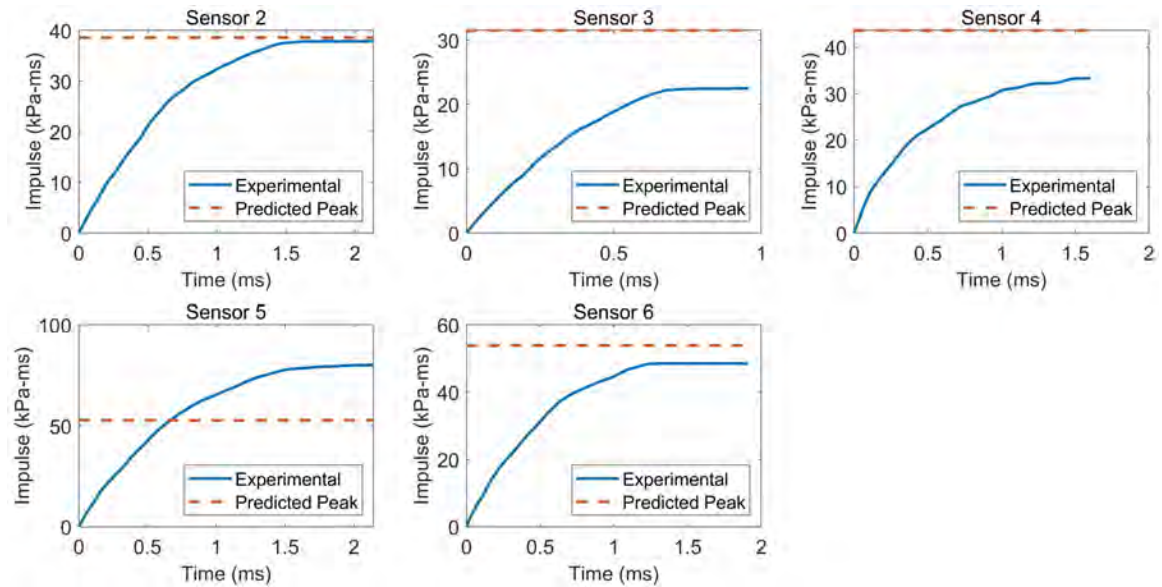 Sensor 2
40
30
20
10
0
Impulse (kPa-ms)
Experimental
Predicted Peak
0 0.5 1 1.5 2
Time (ms)
Sensor 3
30
20
10
0
Impulse (kPa-ms)
Experimental
Predicted Peak
0 0.5 1
Time (ms)
Sensor 4
40
30
20
10
0
Impulse (kPa-ms)
Experimental
Predicted Peak
0 0.5 1 1.5 2
Time (ms)
Sensor 5
100
50
0
Impulse (kPa-ms)
Experimental
Predicted Peak
0 0.5 1 1.5 2
Time (ms)
Sensor 6
60
40
20
0
Impulse (kPa-ms)
Experimental
Predicted Peak
0 0.5 1 1.5 2
Time (ms)